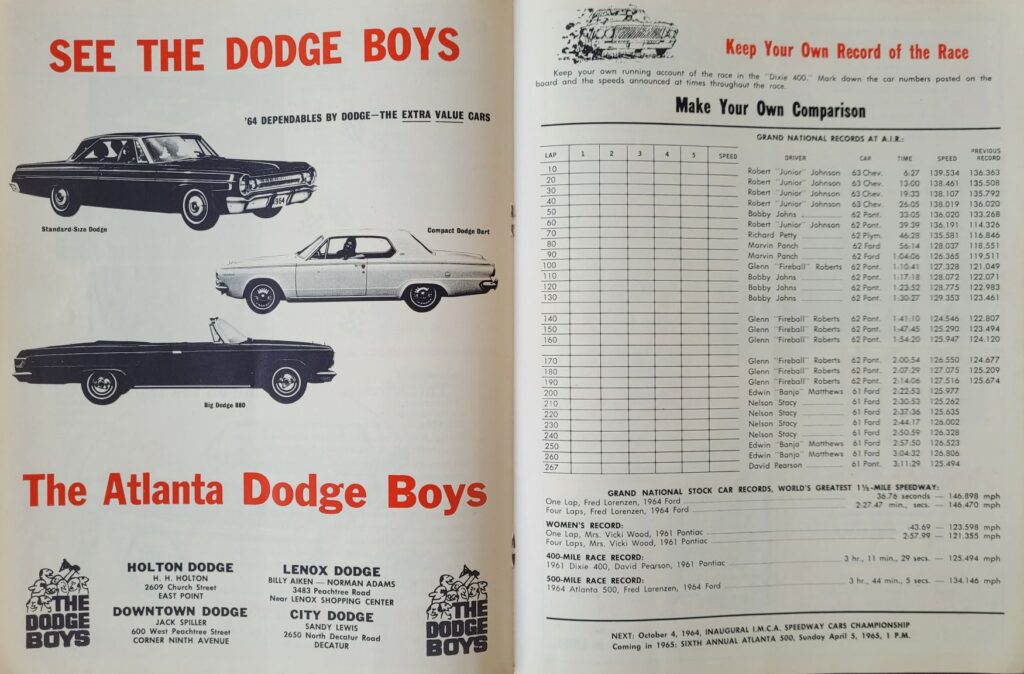 SEE THE DODGE BOYS
'64 DEPENDABLES BY DODGE—THE EXTRA VALUE CARS
1964
Standard-Size Dodge
Compact Dodge Dart
Big Dodge 880
The Atlanta Dodge Boys
THE
DODGE
BOYS
HOLTON DODGE
H. H. HOLTON
2609 Church Street
EAST POINT
DOWNTOWN DODGE
JACK SPILLER
600 West Peachtree Street
CORNER NINTH AVENUE
LENOX DODGE
BILLY AIKEN — NORMAN ADAMS
3483 Peachtree Road
Near LENOX SHOPPING CENTER
CITY DODGE
SANDY LEWIS
2650 North Decatur Road
DECATUR
THE
DODGE
BOYS
Keep Your Own Record of the Race
Keep your own running account of the race in the "Dixie 400." Mark down the car numbers posted on the
board and the speeds announced at times throughout the race.
Make Your Own Comparison
GRAND NATIONAL RECORDS AT A.I.R.:
LAP 1 2 3 4 5 SPEED DRIVER CAR TIME SPEED PREVIOUS RECORD
10 Robert "Junior" Johnson 63 Chev. 6:27 139.534 136.363
20 Robert "Junior" Johnson 63 Chev. 13:00 138.461 135.508
30 Robert "Junior" Johnson 63 Chev. 19:33 138.107 135.792
40 Robert "Junior" Johnson 63 Chev. 26:05 138.019 136.020
50 Bobby Johns 62 Pont. 33:05 136.020 133.268
60 Robert "Junior" Johnson 62 Pont. 39:39 136.191 114.326
70 Richard Petty 62 Plym. 46:28 135.581 116.846
80 Marvin Panch 62 Ford 56:14 128.037 118.551
90 Marvin Panch 62 Ford 1:04:06 126.365 119.511
100 Glenn "Fireball" Roberts 62 Pont. 1:10:41 127.328 121.049
110 Bobby Johns 62 Pont. 1:17:18 128.072 122.071
120 Bobby Johns 62 Pont. 1:23:52 128.775 122.983
130 Bobby Johns 62 Pont. 1:30:27 129.353 123.461
140 Glenn "Fireball" Roberts 62 Pont. 1:41:10 124.546 122.807
150 Glenn "Fireball" Roberts 62 Pont. 1:47:45 125.290 123.494
160 Glenn "Fireball" Roberts 62 Pont. 1:54:20 125.947 124.120
170 Glenn "Fireball" Roberts 62 Pont. 2:00:54 126.550 124.677
180 Glenn "Fireball" Roberts 62 Pont. 2:07:29 127.075 125.209
190 Glenn "Fireball" Roberts 62 Pont. 2:14:06 127.516 125.674
200 Edwin "Banjo" Matthews 61 Ford 2:22:53 125.977
210 Nelson Stacy 61 Ford 2:30:53 125.262
220 Nelson Stacy 61 Ford 2:37:36 125.635
230 Nelson Stacy 61 Ford 2:44:17 126.002
240 Nelson Stacy 61 Ford 2:50:59 126.328
250 Edwin "Banjo" Matthews 61 Ford 2:57:50 126.523
260 Edwin "Banjo" Matthews 61 Ford 3:04:32 126.806
267 David Pearson 61 Pont. 3:11:29 125.494
GRAND NATIONAL STOCK CAR RECORDS, WORLD'S GREATEST 1½-MILE SPEEDWAY:
One Lap, Fred Lorenzen, 1964 Ford 36.76 seconds — 146.898 mph
Four Laps, Fred Lorenzen, 1964 Ford 2:27.47 min., secs. — 146.470 mph
WOMEN'S RECORD:
One Lap, Mrs. Vicki Wood, 1961 Pontiac :43.69 — 123.598 mph
Four Laps, Mrs. Vicki Wood, 1961 Pontiac 2:57.99 — 121.355 mph
400-MILE RACE RECORD:
1961 Dixie 400, David Pearson, 1961 Pontiac 3 hr., 11 min., 29 secs. — 125.494 mph
500-MILE RACE RECORD:
1964 Atlanta 500, Fred Lorenzen, 1964 Ford 3 hr., 44 min., 5 secs. — 134.146 mph
NEXT: October 4, 1964, INAUGURAL I.M.C.A. SPEEDWAY CARS CHAMPIONSHIP
Coming in 1965: SIXTH ANNUAL ATLANTA 500, Sunday April 5, 1965, 1 P.M.